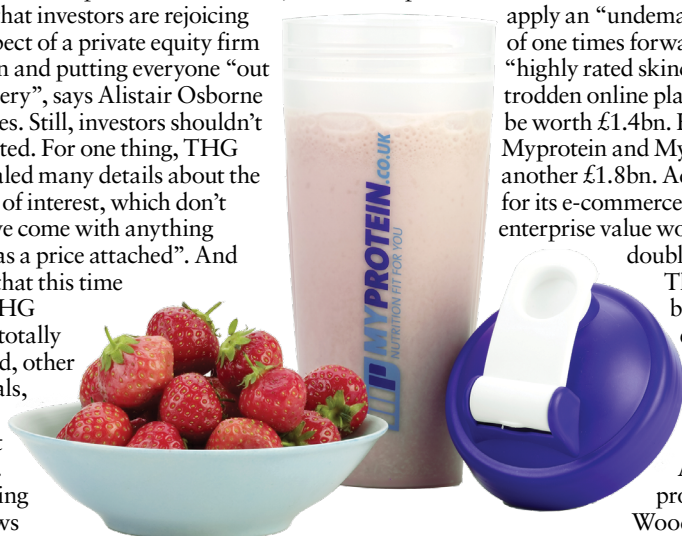 hat investors are rejoicing
pect of a private equity firm
n and putting everyone “out
ery”, says Alistair Osborne
es. Still, investors shouldn’t
ted. For one thing, THG
aled many details about the
of interest, which don’t
ve come with anything
as a price attached”. And
hat this time
HG
totally
d, other
als,
t
ing
ws
MYPROTEIN.CO.UK
NUTRITION FIT FOR YOU
apply an “undema
of one times forwa
“highly rated skinc
trodden online pla
be worth £1.4bn.
Myprotein and My
another £1.8bn. Ad
for its e-commerce
enterprise value wo
doubl
Th
b
A
pro
Wood